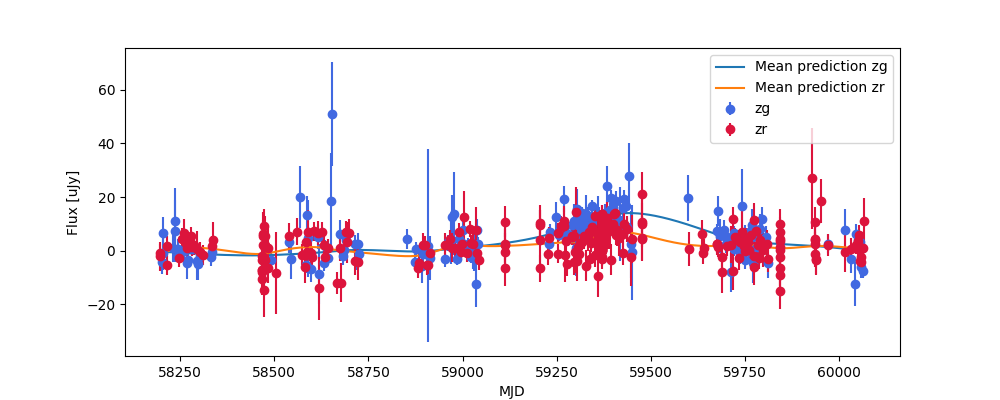 Mean prediction zg
Mean prediction zr
zg
zr
60
40
20
0
−20
Flux [uJy]
58250 58500 58750 59000 59250 59500 59750 60000
MJD